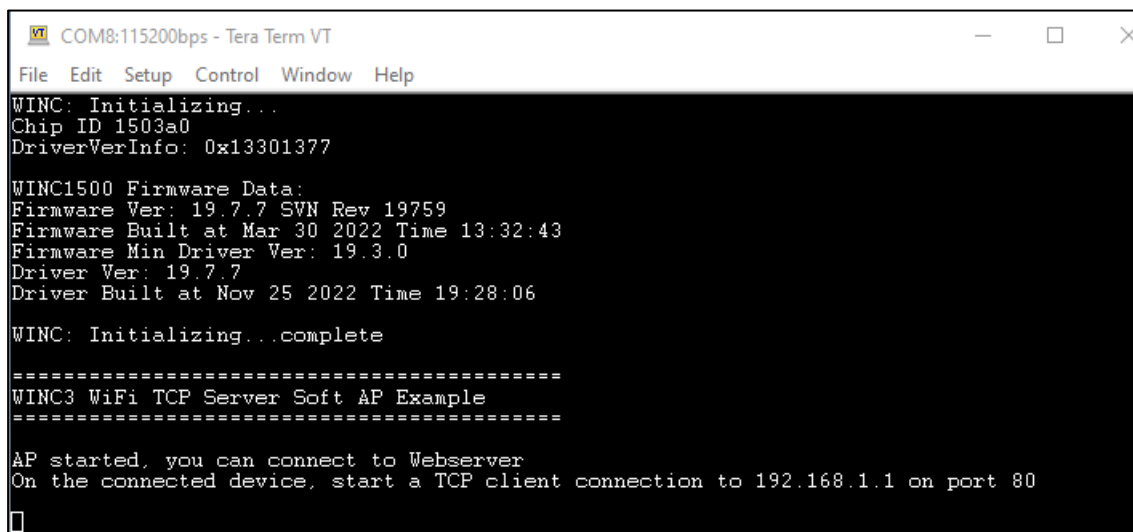 COM8:115200bps - Tera Term VT
File Edit Setup Control Window Help
WINC: Initializing...
Chip ID 1503a0
DriverVerInfo: 0x13301377
WINC1500 Firmware Data:
Firmware Ver: 19.7.7 SVN Rev 19759
Firmware Built at Mar 30 2022 Time 13:32:43
Firmware Min Driver Ver: 19.3.0
Driver Ver: 19.7.7
Driver Built at Nov 25 2022 Time 19:28:06
WINC: Initializing...complete
===========================================
WINC3 WiFi TCP Server Soft AP Example
===========================================
AP started, you can connect to Webserver
On the connected device, start a TCP client connection to 192.168.1.1 on port 80